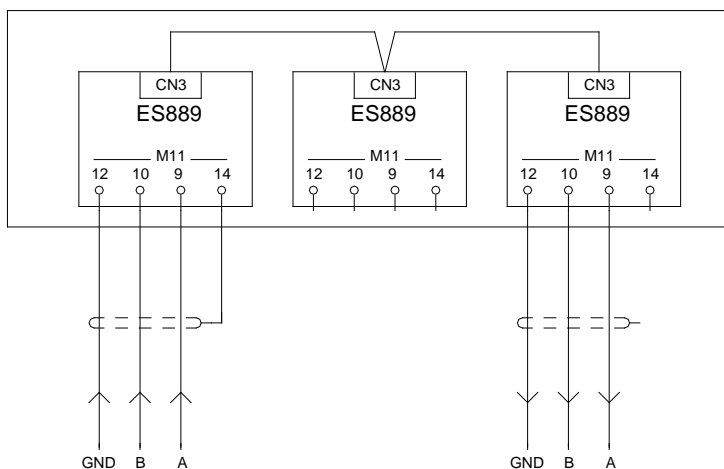 CN3 CN3 CN3
ES889 ES889 ES889
M11 M11 M11
12 10 9 14 12 10 9 14 12 10 9 14
GND B A GND B A